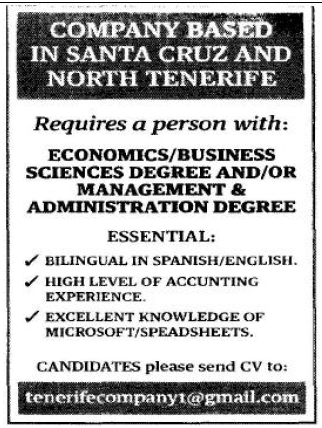 COMPANY BASED
IN SANTA CRUZ AND
NORTH TENERIFE
Requires a person with:
ECONOMICS/BUSINESS
SCIENCES DEGREE AND/OR
MANAGEMENT &
ADMINISTRATION DEGREE
ESSENTIAL:
✓ BILINGUAL IN SPANISH/ENGLISH.
✓ HIGH LEVEL OF ACCUNTING
EXPERIENCE.
✓ EXCELLENT KNOWLEDGE OF
MICROSOFT/SPEADSHEETS.
CANDIDATES please send CV to:
tenerifecompany1@gmail.com